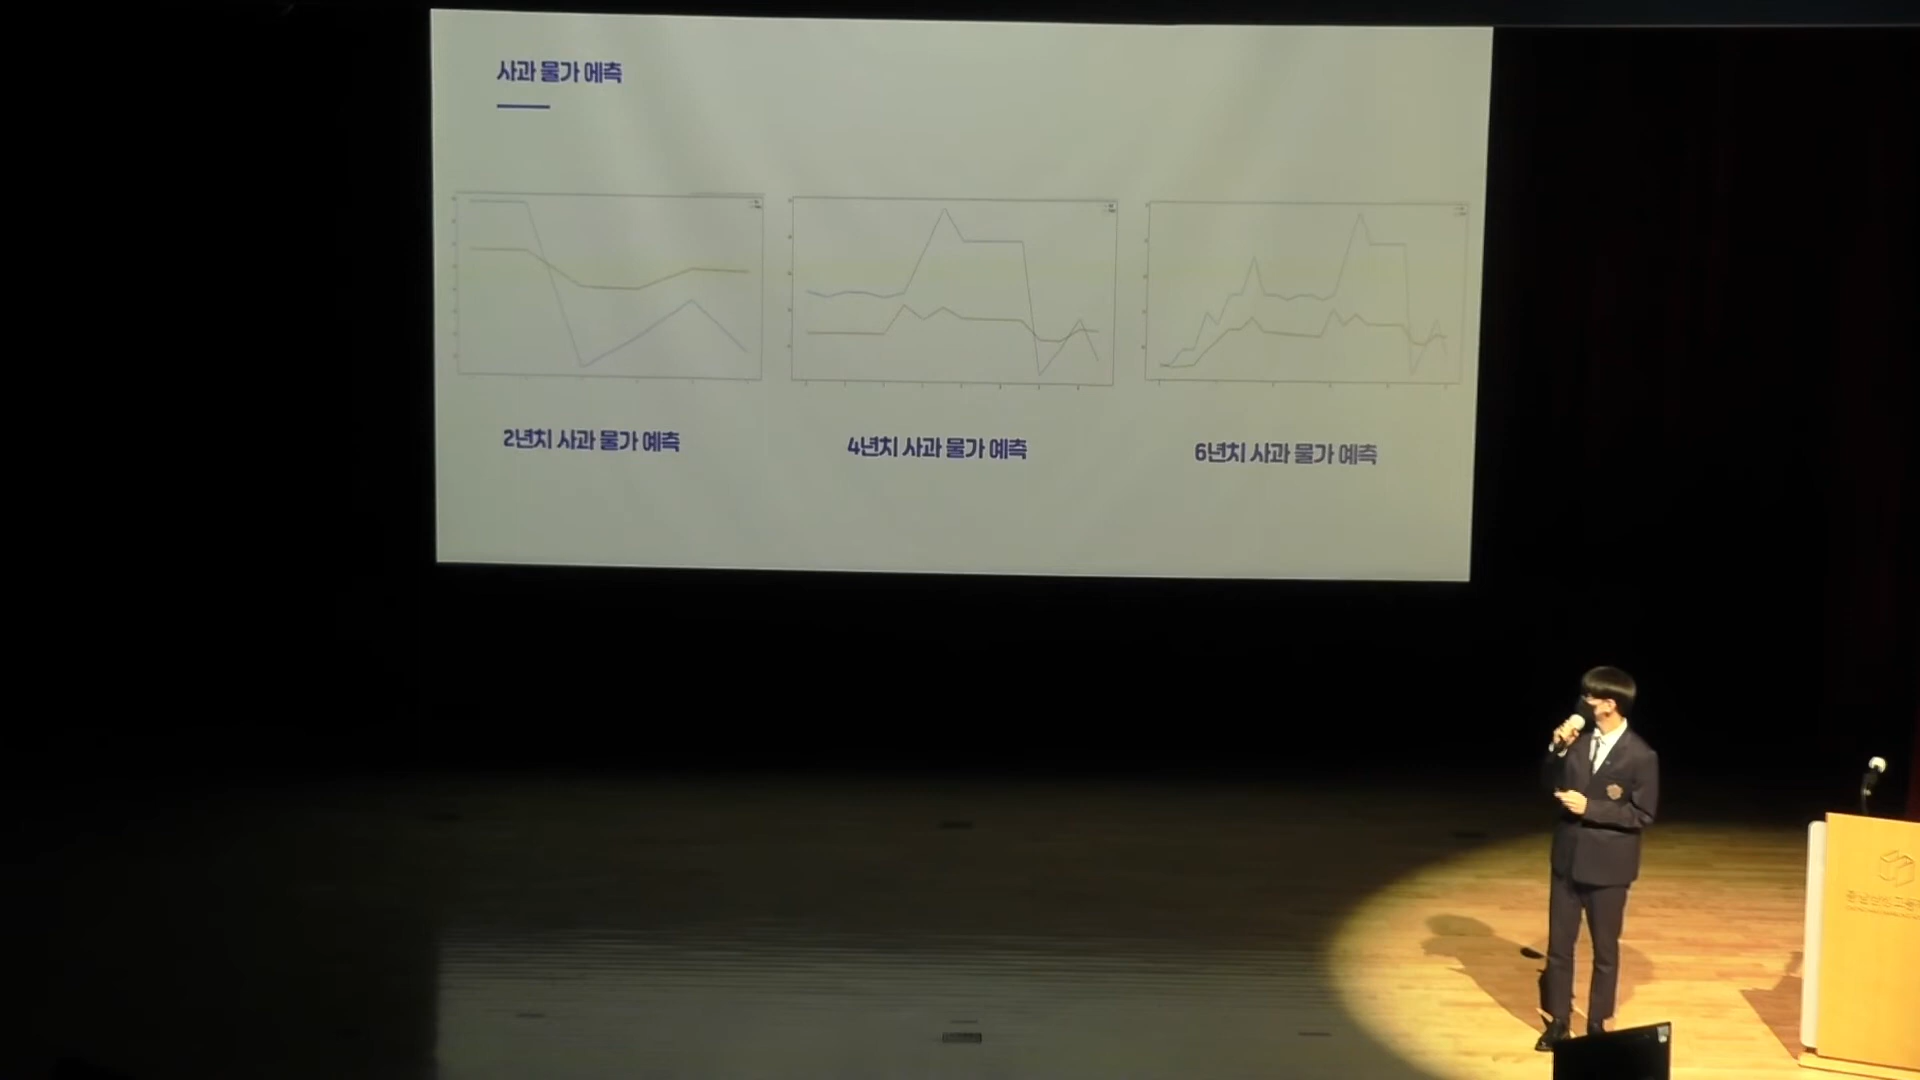 사과 물가 에측
2년치 사과 물가 예측
4년치 사과 물가 예측
6년치 사과 물가 예측